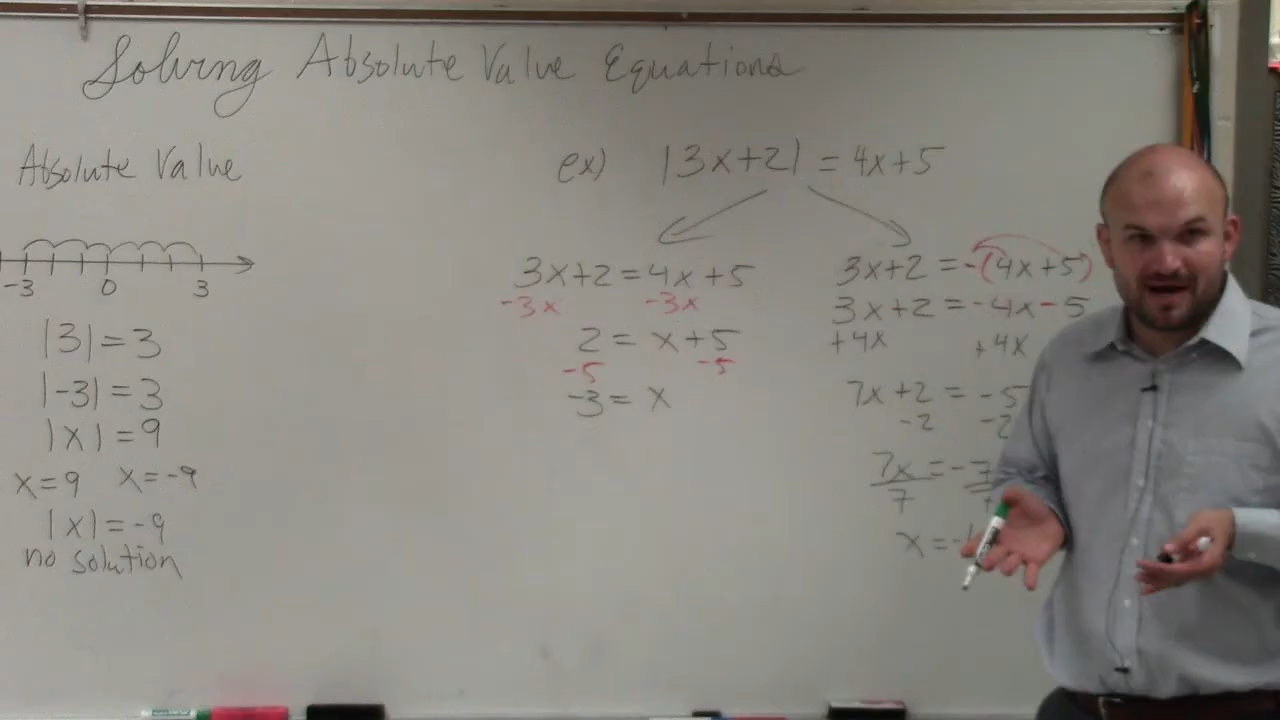 Solving Absolute Value Equations
Absolute Value
-3 0 3
|3|=3
|-3|=3
|x|=9
x=9 x=-9
|x|=-9
no solution
ex) |3x+2| = 4x+5
3x+2=4x+5
-3x -3x
2 = x+5
-5 -5
-3= x
3x+2 =-(4x+5)
3x+2 =-4x-5
+4x +4x
7x+2 = -5
-2 -2
7x =-7
7
x=-